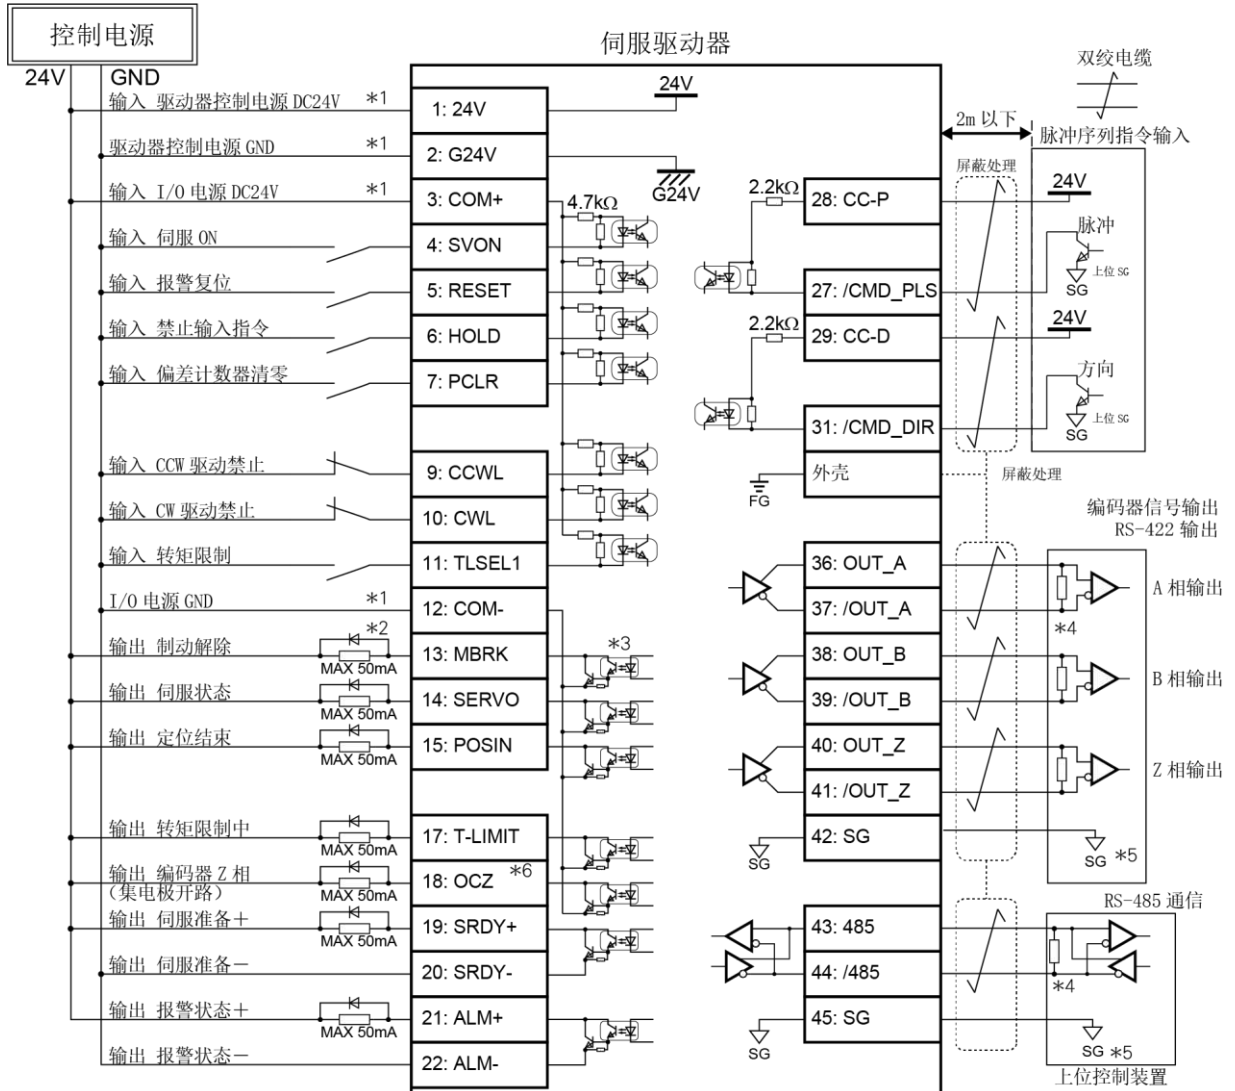 控制电源
伺服驱动器
24V
GND
输入 驱动器控制电源 DC24V *1
驱动器控制电源 GND *1
输入 I/O 电源 DC24V *1
输入 伺服 ON
输入 报警复位
输入 禁止输入指令
输入 偏差计数器清零
输入 CCW 驱动禁止
输入 CW 驱动禁止
输入 转矩限制
I/O 电源 GND *1
*2
输出 制动解除
MAX 50mA
输出 伺服状态
MAX 50mA
输出 定位结束
MAX 50mA
输出 转矩限制中
MAX 50mA
输出 编码器 Z 相
(集电极开路)
MAX 50mA
输出 伺服准备＋
MAX 50mA
输出 伺服准备－
输出 报警状态＋
MAX 50mA
输出 报警状态－
1: 24V
2: G24V
3: COM+
4: SVON
5: RESET
6: HOLD
7: PCLR
9: CCWL
10: CWL
11: TLSEL1
12: COM-
13: MBRK
14: SERVO
15: POSIN
17: T-LIMIT
18: OCZ *6
19: SRDY+
20: SRDY-
21: ALM+
22: ALM-
24V
G24V
4.7kΩ
*3
2.2kΩ
2.2kΩ
FG
SG
SG
28: CC-P
27: /CMD_PLS
29: CC-D
31: /CMD_DIR
外壳
36: OUT_A
37: /OUT_A
38: OUT_B
39: /OUT_B
40: OUT_Z
41: /OUT_Z
42: SG
43: 485
44: /485
45: SG
双绞电缆
2m 以下
脉冲序列指令输入
屏蔽处理
24V
脉冲
上位 SG
SG
24V
方向
上位 SG
SG
屏蔽处理
编码器信号输出
RS-422 输出
A 相输出
*4
B 相输出
Z 相输出
SG *5
RS-485 通信
*4
SG *5
上位控制装置